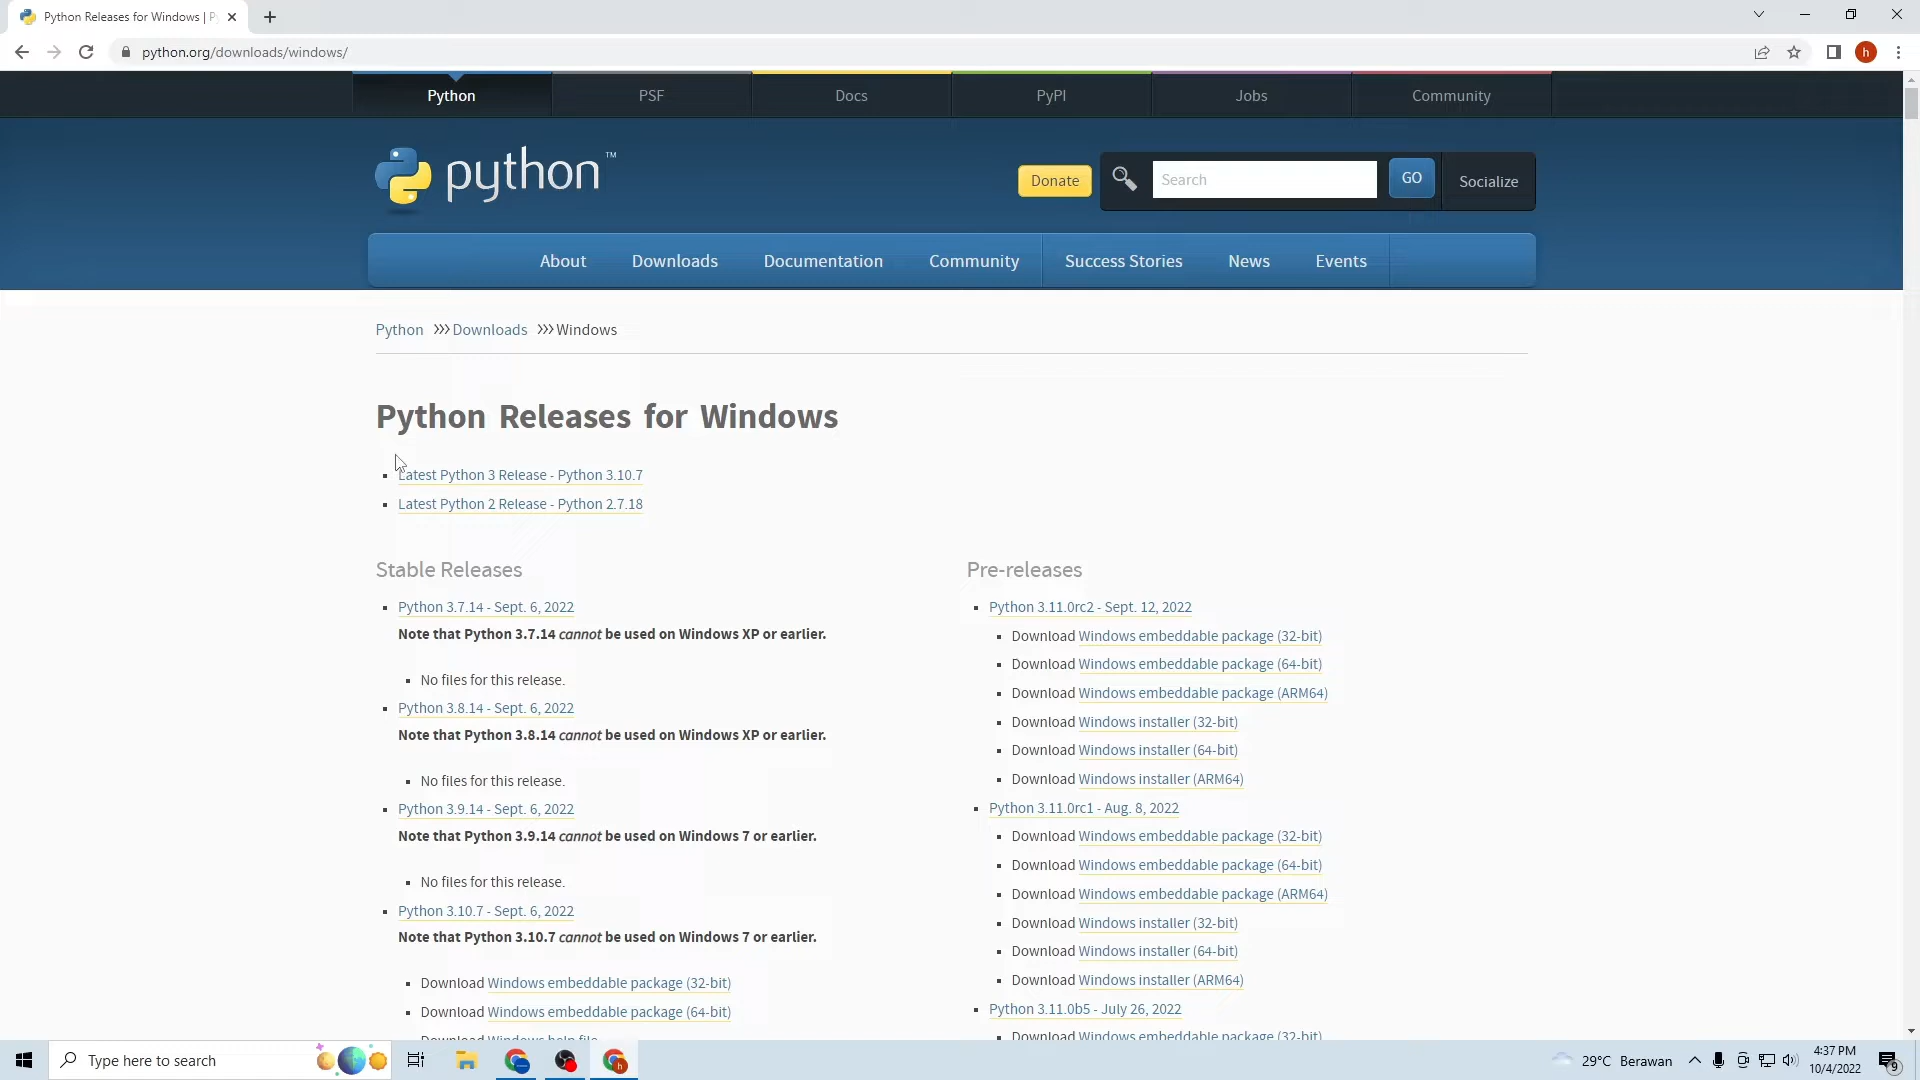 Python Releases for Windows | P
python.org/downloads/windows/
h
Python
PSF
Docs
PyPI
Jobs
Community
python™
Donate
Search
GO
Socialize
About
Downloads
Documentation
Community
Success Stories
News
Events
Python >>> Downloads >>> Windows
Python Releases for Windows
Latest Python 3 Release - Python 3.10.7
Latest Python 2 Release - Python 2.7.18
Stable Releases
Python 3.7.14 - Sept. 6, 2022
Note that Python 3.7.14 cannot be used on Windows XP or earlier.
No files for this release.
Python 3.8.14 - Sept. 6, 2022
Note that Python 3.8.14 cannot be used on Windows XP or earlier.
No files for this release.
Python 3.9.14 - Sept. 6, 2022
Note that Python 3.9.14 cannot be used on Windows 7 or earlier.
No files for this release.
Python 3.10.7 - Sept. 6, 2022
Note that Python 3.10.7 cannot be used on Windows 7 or earlier.
Download Windows embeddable package (32-bit)
Download Windows embeddable package (64-bit)
Download Windows help file
Pre-releases
Python 3.11.0rc2 - Sept. 12, 2022
Download Windows embeddable package (32-bit)
Download Windows embeddable package (64-bit)
Download Windows embeddable package (ARM64)
Download Windows installer (32-bit)
Download Windows installer (64-bit)
Download Windows installer (ARM64)
Python 3.11.0rc1 - Aug. 8, 2022
Download Windows embeddable package (32-bit)
Download Windows embeddable package (64-bit)
Download Windows embeddable package (ARM64)
Download Windows installer (32-bit)
Download Windows installer (64-bit)
Download Windows installer (ARM64)
Python 3.11.0b5 - July 26, 2022
Download Windows embeddable package (32-bit)
Type here to search
29°C Berawan
4:37 PM
10/4/2022
9